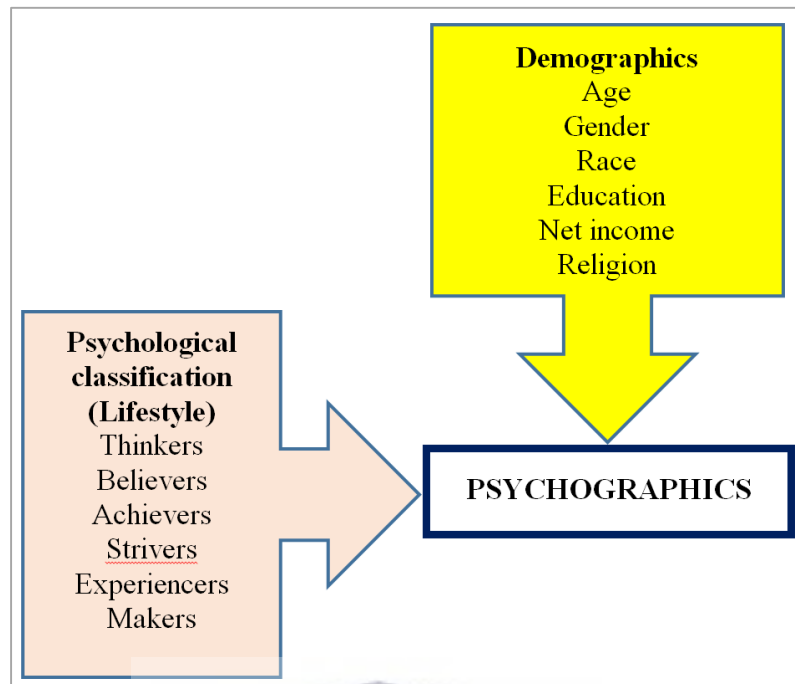 Demographics
Age
Gender
Race
Education
Net income
Religion
Psychological
classification
(Lifestyle)
Thinkers
Believers
Achievers
Strivers
Experiencers
Makers
PSYCHOGRAPHICS